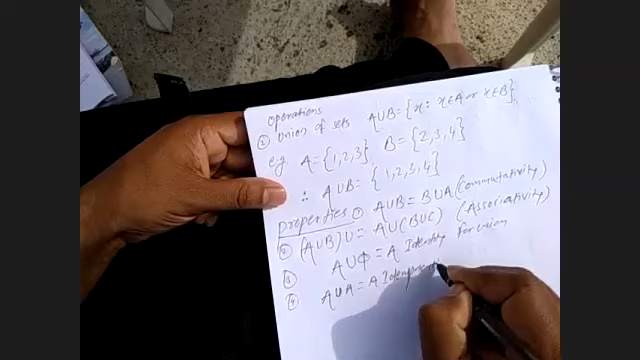 operations
② Union of sets A∪B = {x: x∈A or x∈B}.
e.g A = {1,2,3} B = {2,3,4}
∴ A∪B = {1,2,3,4}
Properties ① A∪B = B∪A (Commutativity)
② (A∪B)∪ = A∪(B∪C) (Associativity)
③ A∪Φ = A Identity for union
④ A∪A = A